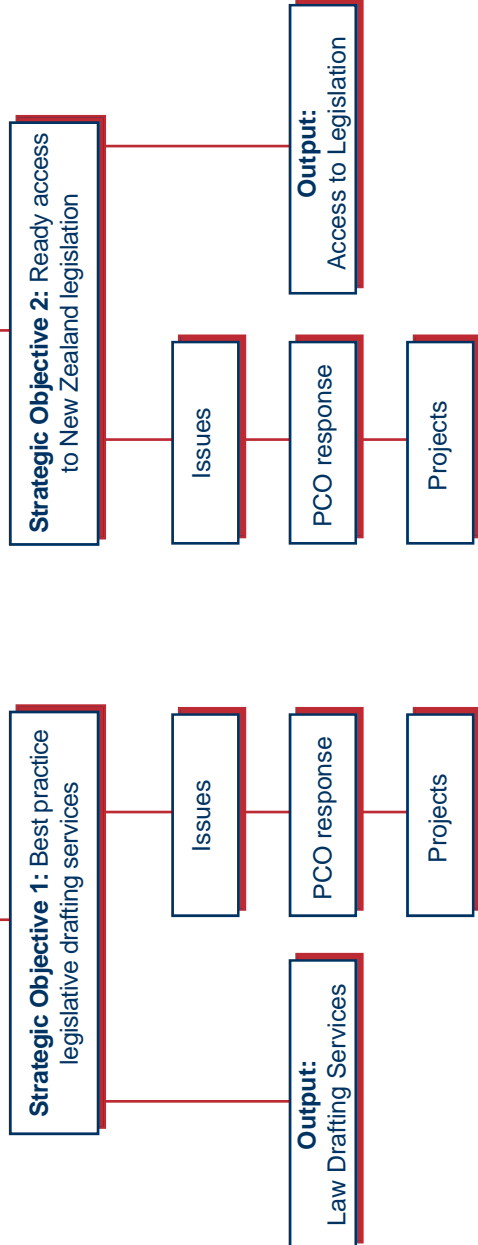 Strategic Objective 1: Best practice
legislative drafting services
Output:
Law Drafting Services
Issues
PCO response
Projects
Strategic Objective 2: Ready access
to New Zealand legislation
Issues
PCO response
Projects
Output:
Access to Legislation